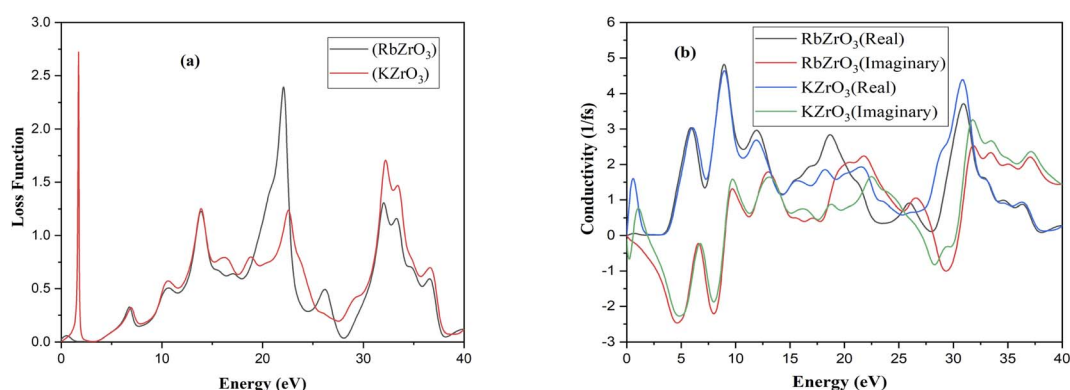 3.0
2.5
2.0
1.5
1.0
0.5
0.0
Loss Function
(a)
(RbZrO₃)
(KZrO₃)
0 10 20 30 40
Energy (eV)
6
5
4
3
2
1
0
-1
-2
-3
Conductivity (1/fs)
(b)
RbZrO₃(Real)
RbZrO₃(Imaginary)
KZrO₃(Real)
KZrO₃(Imaginary)
0 5 10 15 20 25 30 35 40
Energy (eV)